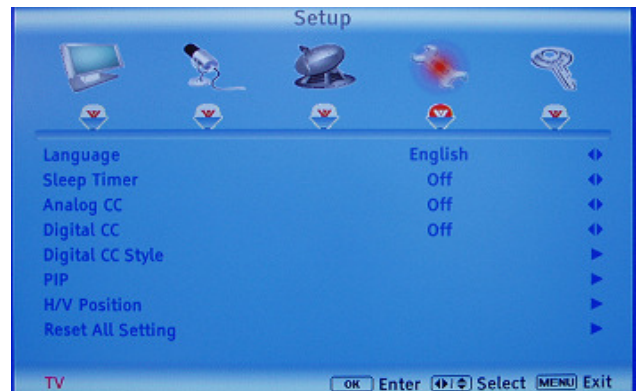 Setup
Language English
Sleep Timer Off
Analog CC Off
Digital CC Off
Digital CC Style
PIP
H/V Position
Reset All Setting
TV OK Enter Select MENU Exit